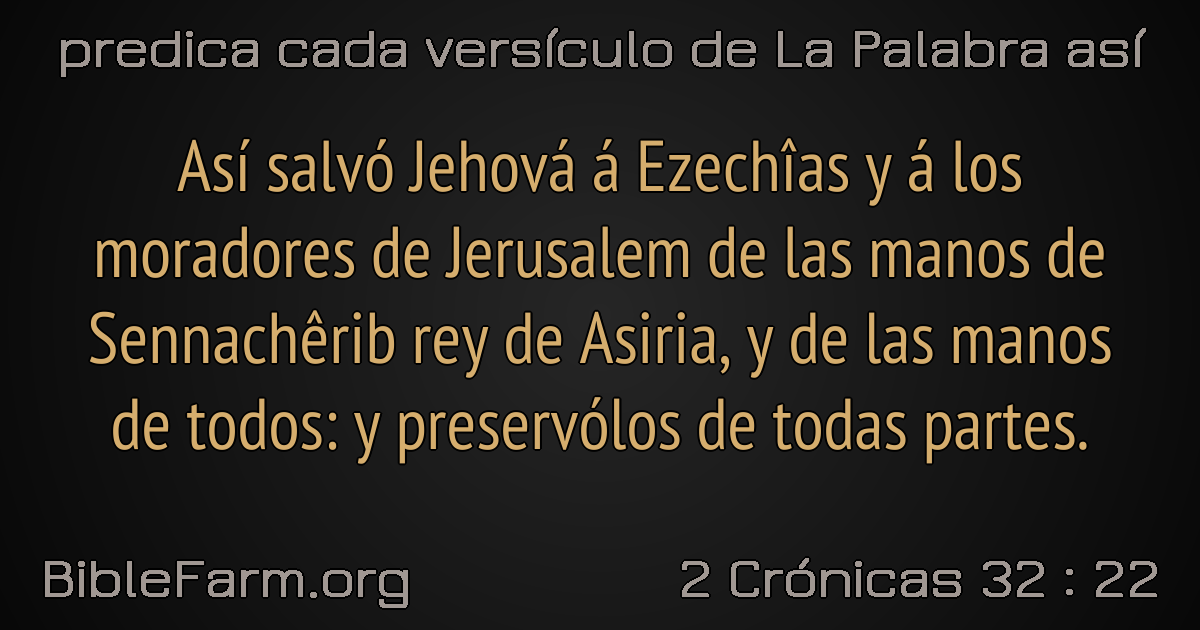 predica cada versículo de La Palabra así
Así salvó Jehová á Ezechîas y á los
moradores de Jerusalem de las manos de
Sennachêrib rey de Asiria, y de las manos
de todos: y preservólos de todas partes.
BibleFarm.org
2 Crónicas 32 : 22